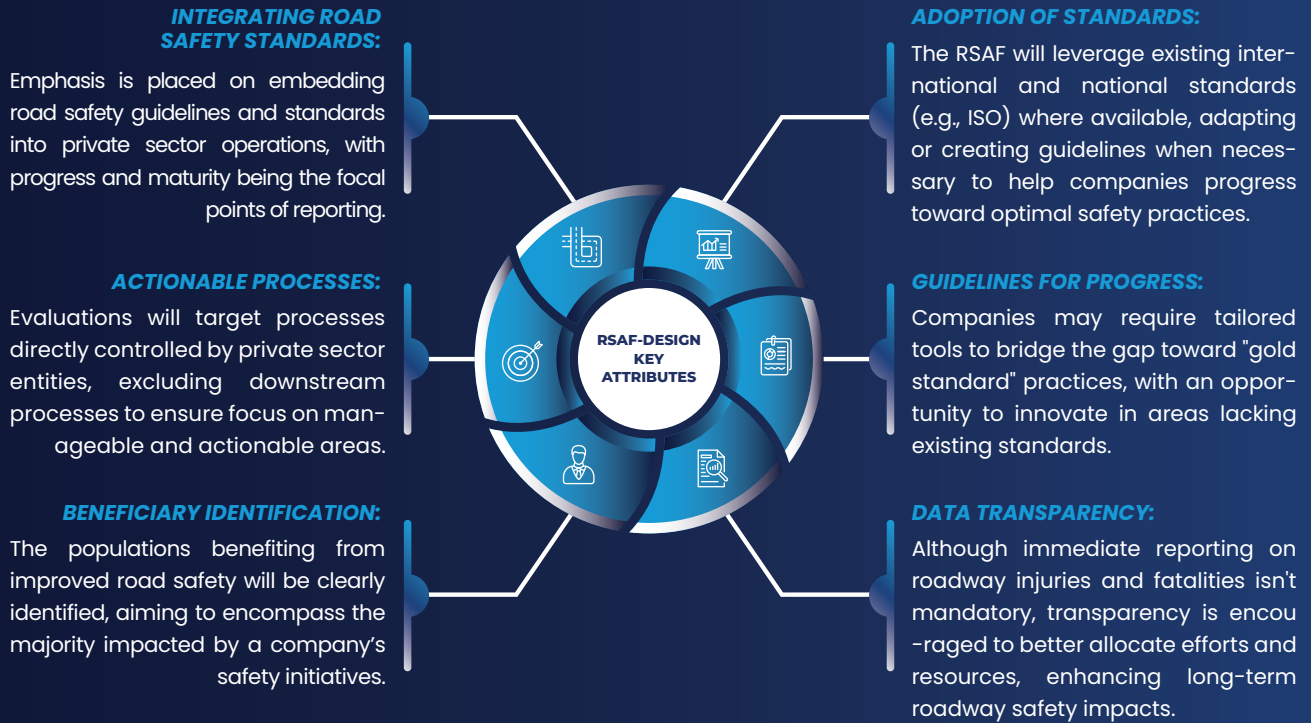 INTEGRATING ROAD
SAFETY STANDARDS:
Emphasis is placed on embedding
road safety guidelines and standards
into private sector operations, with
progress and maturity being the focal
points of reporting.
ACTIONABLE PROCESSES:
Evaluations will target processes
directly controlled by private sector
entities, excluding downstream
processes to ensure focus on man-
ageable and actionable areas.
BENEFICIARY IDENTIFICATION:
The populations benefiting from
improved road safety will be clearly
identified, aiming to encompass the
majority impacted by a company's
safety initiatives.
RSAF-DESIGN
KEY
ATTRIBUTES
ADOPTION OF STANDARDS:
The RSAF will leverage existing inter-
national and national standards
(e.g., ISO) where available, adapting
or creating guidelines when neces-
sary to help companies progress
toward optimal safety practices.
GUIDELINES FOR PROGRESS:
Companies may require tailored
tools to bridge the gap toward "gold
standard" practices, with an oppor-
tunity to innovate in areas lacking
existing standards.
DATA TRANSPARENCY:
Although immediate reporting on
roadway injuries and fatalities isn't
mandatory, transparency is encou
-raged to better allocate efforts and
resources, enhancing long-term
roadway safety impacts.